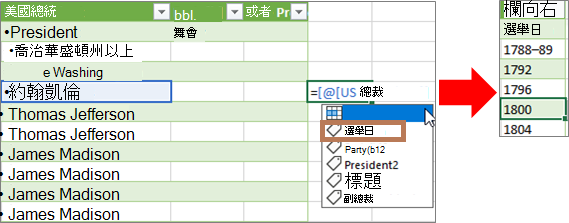 美國總統 bbl. 或者 Pr
•President 舞會
•喬治華盛頓州以上
e Washing
•約翰凱倫 =[@[US 總裁
• Thomas Jefferson
• Thomas Jefferson
• James Madison
• James Madison
• James Madison
• James Madison
選舉日
Party(b12
President2
標題
副總裁
欄向右
選舉日
1788–89
1792
1796
1800
1804